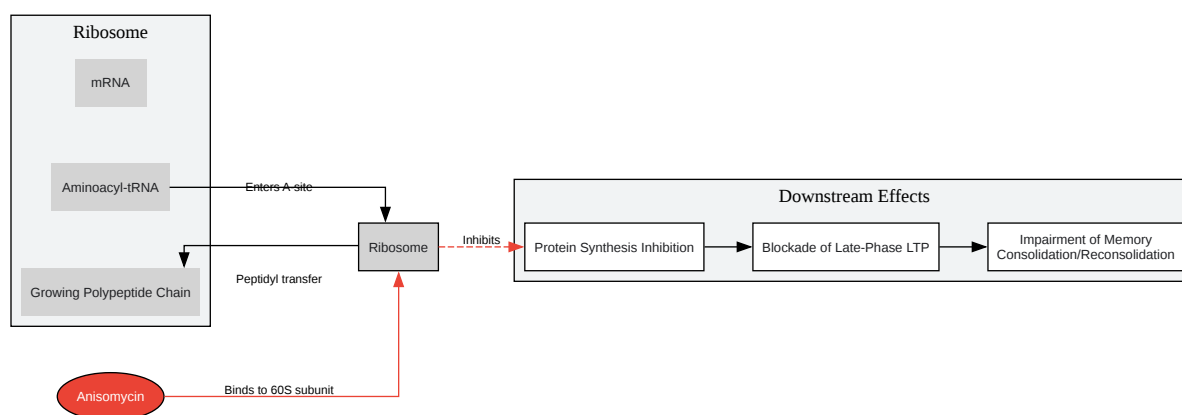 Ribosome
mRNA
Aminoacyl-tRNA
Enters A-site
Growing Polypeptide Chain
Peptidyl transfer
Ribosome
Inhibits
Anisomycin
Binds to 60S subunit
Downstream Effects
Protein Synthesis Inhibition
Blockade of Late-Phase LTP
Impairment of Memory
Consolidation/Reconsolidation